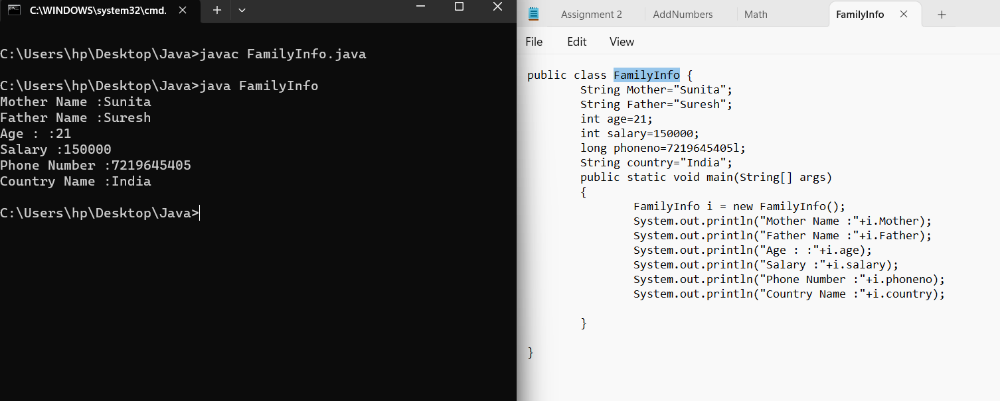 C:\WINDOWS\system32\cmd.
C:\Users\hp\Desktop\Java>javac FamilyInfo.java
C:\Users\hp\Desktop\Java>java FamilyInfo
Mother Name :Sunita
Father Name :Suresh
Age : :21
Salary :150000
Phone Number :7219645405
Country Name :India
C:\Users\hp\Desktop\Java>
Assignment 2
AddNumbers
Math
FamilyInfo
File Edit View
public class FamilyInfo {
String Mother="Sunita";
String Father="Suresh";
int age=21;
int salary=150000;
long phoneno=7219645405l;
String country="India";
public static void main(String[] args)
{
FamilyInfo i = new FamilyInfo();
System.out.println("Mother Name :"+i.Mother);
System.out.println("Father Name :"+i.Father);
System.out.println("Age : :"+i.age);
System.out.println("Salary :"+i.salary);
System.out.println("Phone Number :"+i.phoneno);
System.out.println("Country Name :"+i.country);
}
}